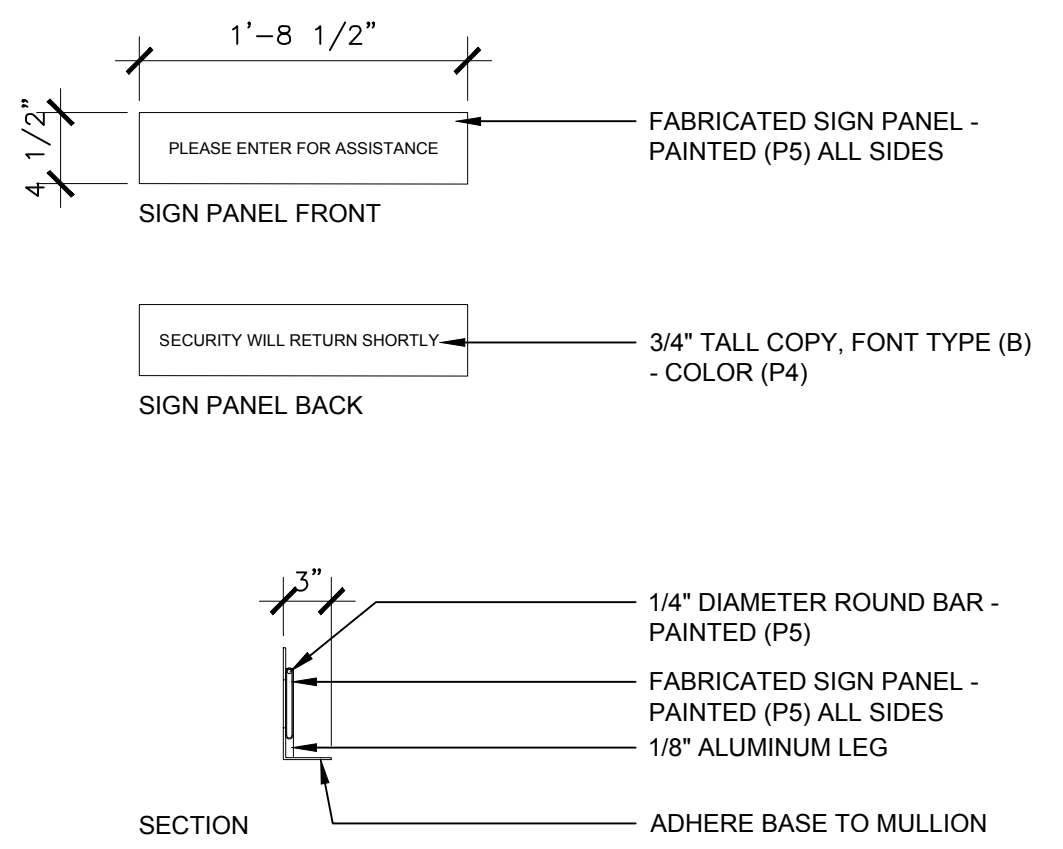 1'-8 1/2"
4 1/2"
PLEASE ENTER FOR ASSISTANCE
FABRICATED SIGN PANEL -
PAINTED (P5) ALL SIDES
SIGN PANEL FRONT
SECURITY WILL RETURN SHORTLY
3/4" TALL COPY, FONT TYPE (B)
- COLOR (P4)
SIGN PANEL BACK
3"
1/4" DIAMETER ROUND BAR -
PAINTED (P5)
FABRICATED SIGN PANEL -
PAINTED (P5) ALL SIDES
1/8" ALUMINUM LEG
SECTION
ADHERE BASE TO MULLION